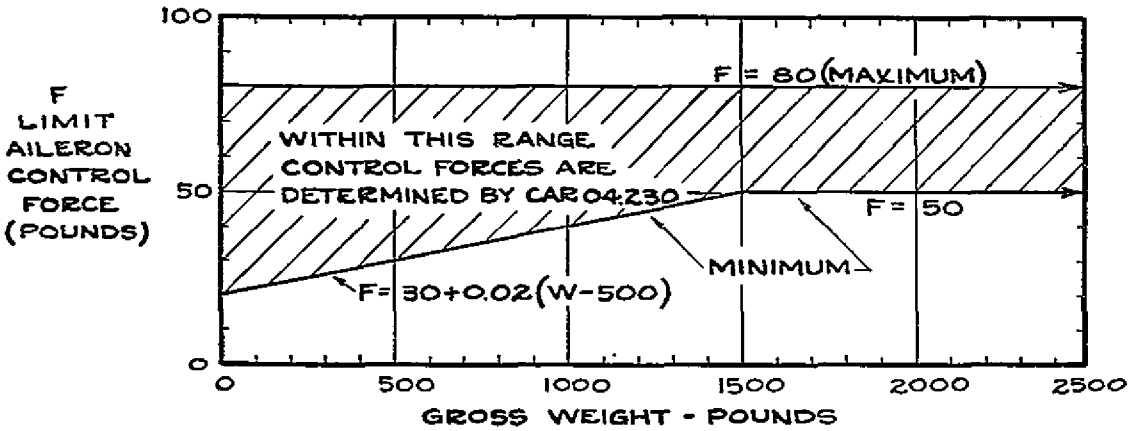 100
F = 80 (MAXIMUM)
F
LIMIT
AILERON
CONTROL
FORCE
(POUNDS)
WITHIN THIS RANGE
CONTROL FORCES ARE
DETERMINED BY CAR 04.230
50
F = 50
MINIMUM
F = 30+0.02(W-500)
0
0 500 1000 1500 2000 2500
GROSS WEIGHT - POUNDS